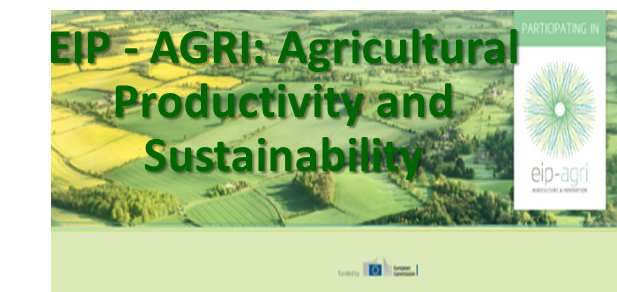 EIP - AGRI: Agricultural
Productivity and
Sustainability
PARTICIPATING IN
eip-agri
AGRICULTURE & INNOVATION
Funded by
European
Commission